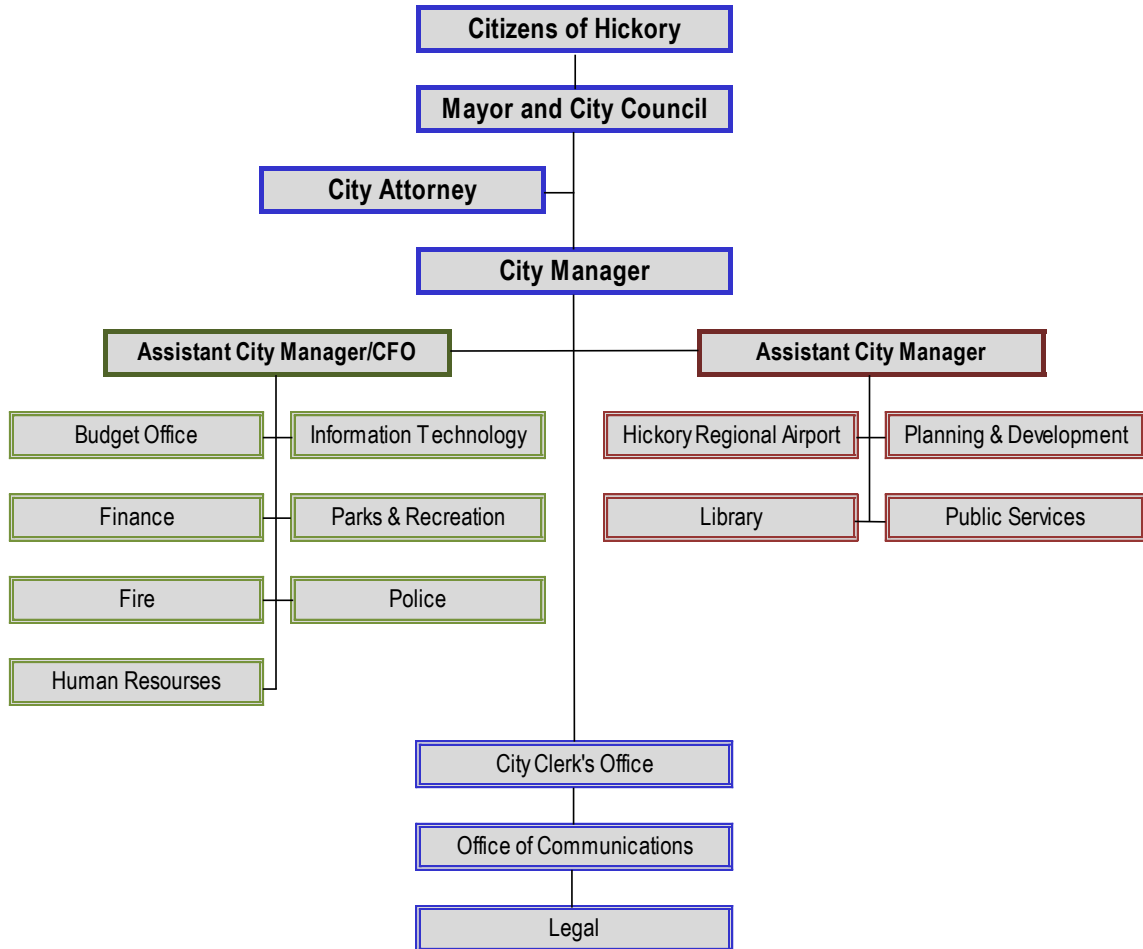 Citizens of Hickory
Mayor and City Council
City Attorney
City Manager
Assistant City Manager/CFO
Assistant City Manager
Budget Office
Information Technology
Hickory Regional Airport
Planning & Development
Finance
Parks & Recreation
Library
Public Services
Fire
Police
Human Resourses
City Clerk's Office
Office of Communications
Legal